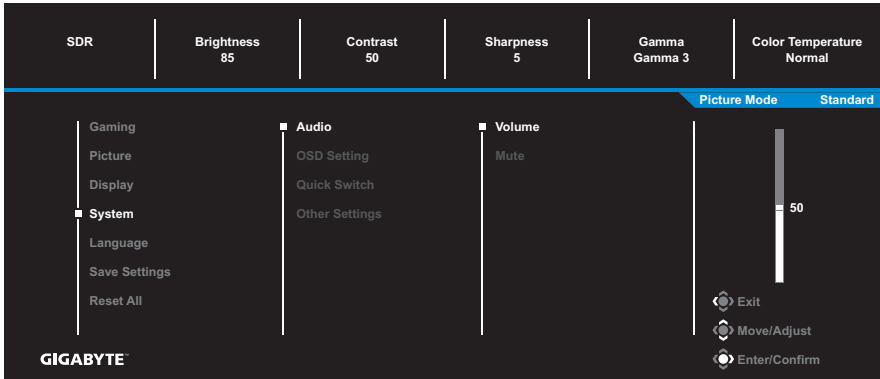 SDR Brightness Contrast Sharpness Gamma Color Temperature
85 50 5 Gamma 3 Normal
Picture Mode Standard
Gaming Audio Volume
Picture OSD Setting Mute
Display Quick Switch
System Other Settings 50
Language
Save Settings
Reset All Exit
Move/Adjust
GIGABYTE™ Enter/Confirm